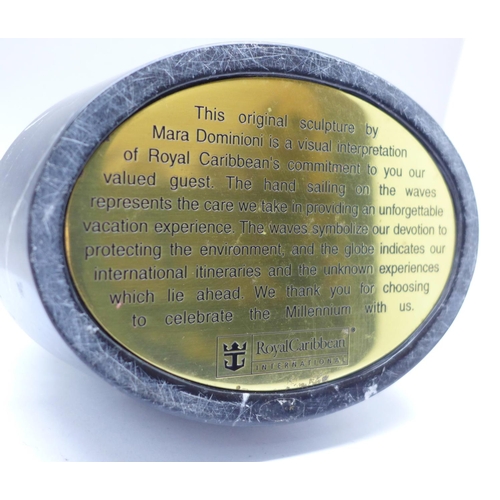 This original sculpture by
Mara Dominioni is a visual interpretation
of Royal Caribbean's commitment to you our
valued guest. The hand sailing on the waves
represents the care we take in providing an unforgettable
vacation experience. The waves symbolize our devotion to
protecting the environment, and the globe indicates our
international itineraries and the unknown experiences
which lie ahead. We thank you for choosing
to celebrate the Millennium with us.
RoyalCaribbean®
INTERNATIONAL